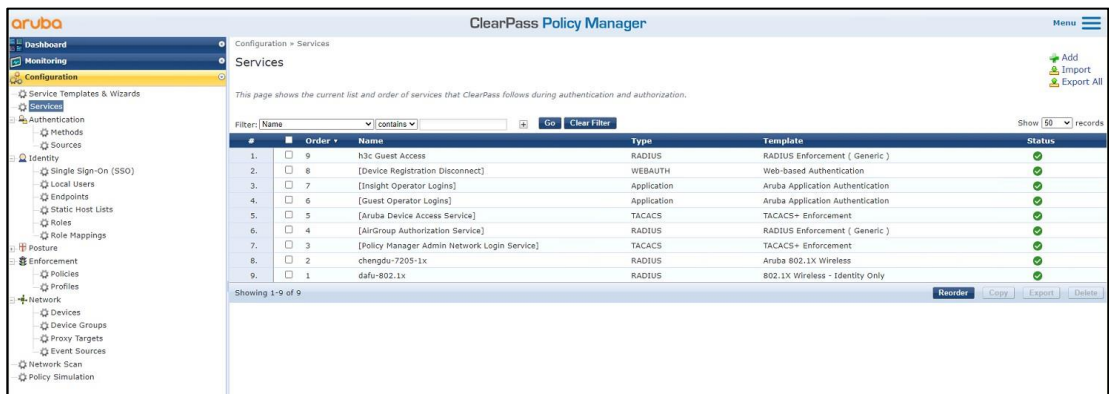 aruba
ClearPass Policy Manager
Menu
Dashboard
Monitoring
Configuration
Service Templates & Wizards
Services
Authentication
Methods
Sources
Identity
Single Sign-On (SSO)
Local Users
Endpoints
Static Host Lists
Roles
Role Mappings
Posture
Enforcement
Policies
Profiles
Network
Devices
Device Groups
Proxy Targets
Event Sources
Network Scan
Policy Simulation
Configuration » Services
Services
Add
Import
Export All
This page shows the current list and order of services that ClearPass follows during authentication and authorization.
Filter: Name contains + Go Clear Filter Show 50 records
# Order ▼ Name Type Template Status
1. 9 h3c Guest Access RADIUS RADIUS Enforcement ( Generic )
2. 8 [Device Registration Disconnect] WEBAUTH Web-based Authentication
3. 7 [Insight Operator Logins] Application Aruba Application Authentication
4. 6 [Guest Operator Logins] Application Aruba Application Authentication
5. 5 [Aruba Device Access Service] TACACS TACACS+ Enforcement
6. 4 [AirGroup Authorization Service] RADIUS RADIUS Enforcement ( Generic )
7. 3 [Policy Manager Admin Network Login Service] TACACS TACACS+ Enforcement
8. 2 chengdu-7205-1x RADIUS Aruba 802.1X Wireless
9. 1 dafu-802.1x RADIUS 802.1X Wireless - Identity Only
Showing 1-9 of 9 Reorder Copy Export Delete